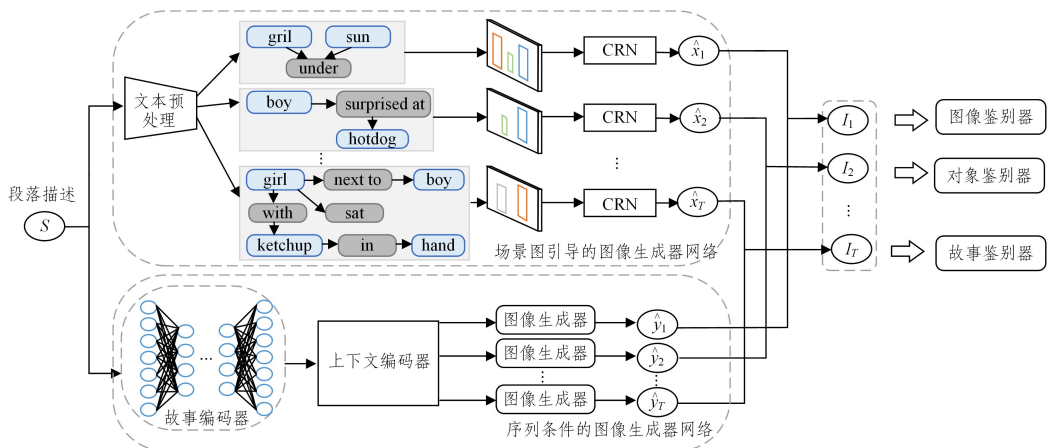 gril
sun
under
CRN
x̂1
文本预
处理
boy
surprised at
hotdog
⋮
CRN
x̂2
⋮
I1
图像鉴别器
I2
对象鉴别器
⋮
IT
故事鉴别器
段落描述
S
girl
next to
boy
with
sat
ketchup
in
hand
CRN
x̂T
场景图引导的图像生成器网络
...
故事编码器
上下文编码器
图像生成器
ŷ1
图像生成器
ŷ2
⋮
⋮
图像生成器
ŷT
序列条件的图像生成器网络